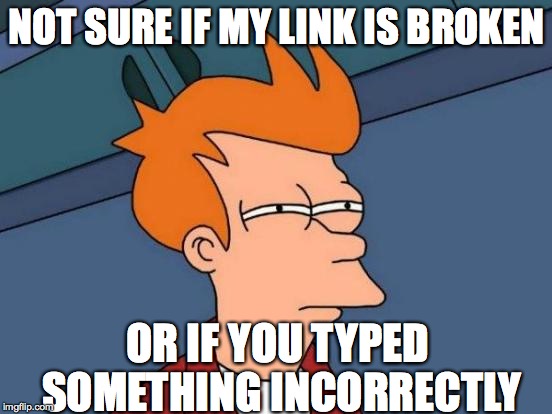 NOT SURE IF MY LINK IS BROKEN
OR IF YOU TYPED
SOMETHING INCORRECTLY
imgflip.com